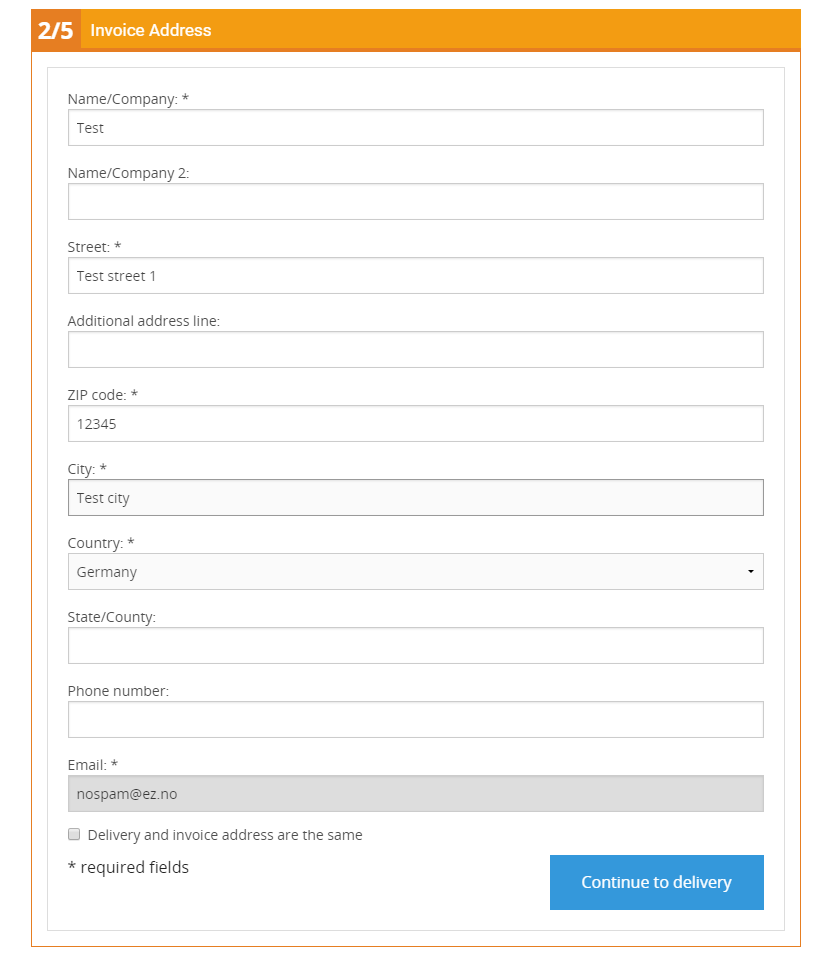 2/5 Invoice Address
Name/Company: *
Test
Name/Company 2:
Street: *
Test street 1
Additional address line:
ZIP code: *
12345
City: *
Test city
Country: *
Germany
State/County:
Phone number:
Email: *
nospam@ez.no
Delivery and invoice address are the same
* required fields
Continue to delivery